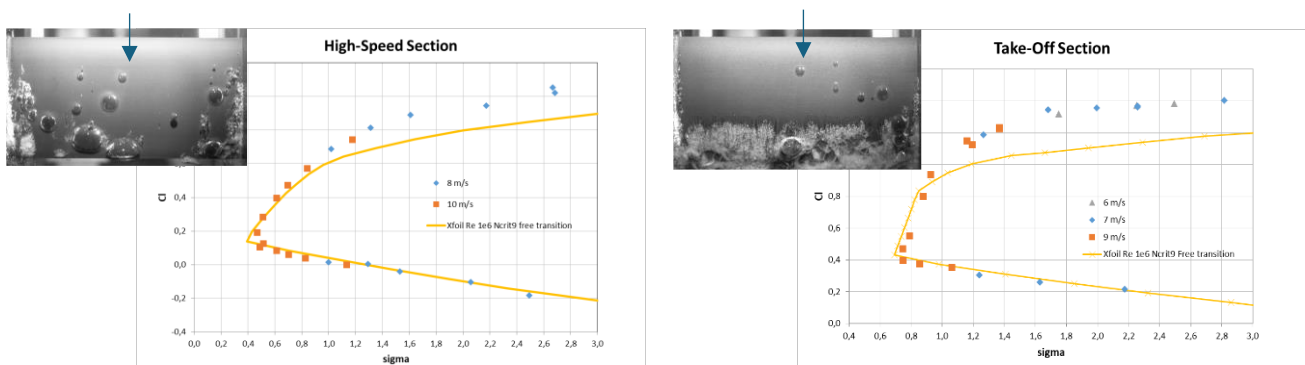 High-Speed Section
Cl
0,4
0,2
0,0
-0,2
-0,4
8 m/s
10 m/s
Xfoil Re 1e6 Ncrit9 free transition
0,0 0,2 0,4 0,6 0,8 1,0 1,2 1,4 1,6 1,8 2,0 2,2 2,4 2,6 2,8 3,0
sigma
Take-Off Section
Cl
0,8
0,6
0,4
0,2
0,0
6 m/s
7 m/s
9 m/s
Xfoil Re 1e6 Ncrit9 Free transition
0,0 0,2 0,4 0,6 0,8 1,0 1,2 1,4 1,6 1,8 2,0 2,2 2,4 2,6 2,8 3,0
sigma